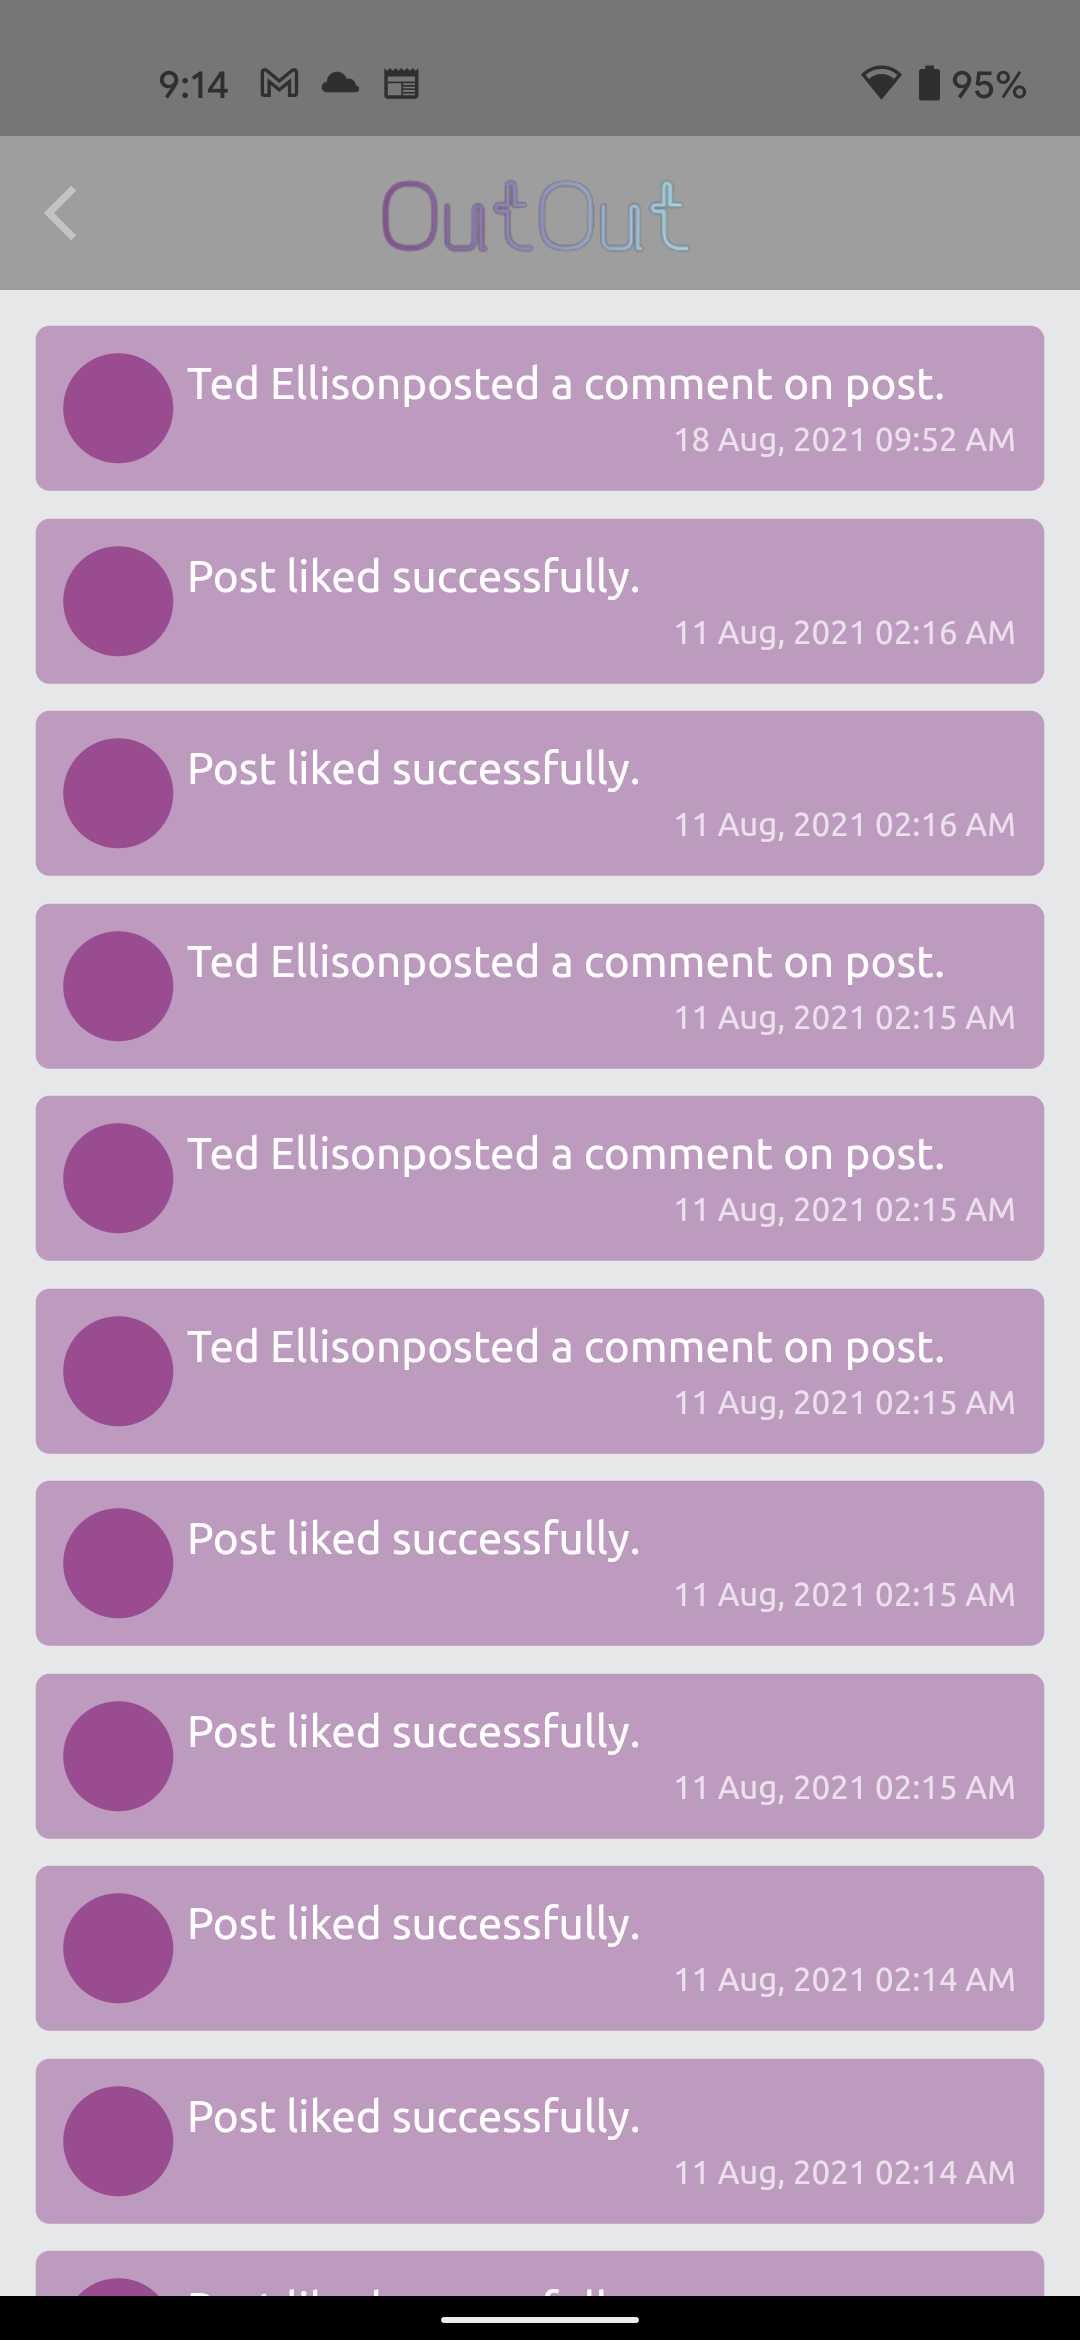 9:14
95%
OutOut
Ted Ellisonposted a comment on post.
18 Aug, 2021 09:52 AM
Post liked successfully.
11 Aug, 2021 02:16 AM
Post liked successfully.
11 Aug, 2021 02:16 AM
Ted Ellisonposted a comment on post.
11 Aug, 2021 02:15 AM
Ted Ellisonposted a comment on post.
11 Aug, 2021 02:15 AM
Ted Ellisonposted a comment on post.
11 Aug, 2021 02:15 AM
Post liked successfully.
11 Aug, 2021 02:15 AM
Post liked successfully.
11 Aug, 2021 02:15 AM
Post liked successfully.
11 Aug, 2021 02:14 AM
Post liked successfully.
11 Aug, 2021 02:14 AM